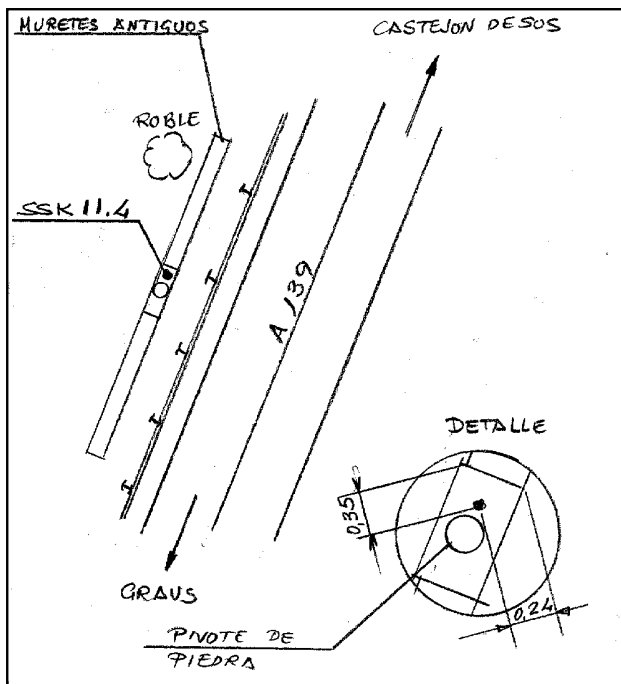 MURETES ANTIGUOS
CASTEJON DE SOS
ROBLE
SSK 11.4
A 139
DETALLE
0,35
0,24
GRAUS
PIVOTE DE
PIEDRA